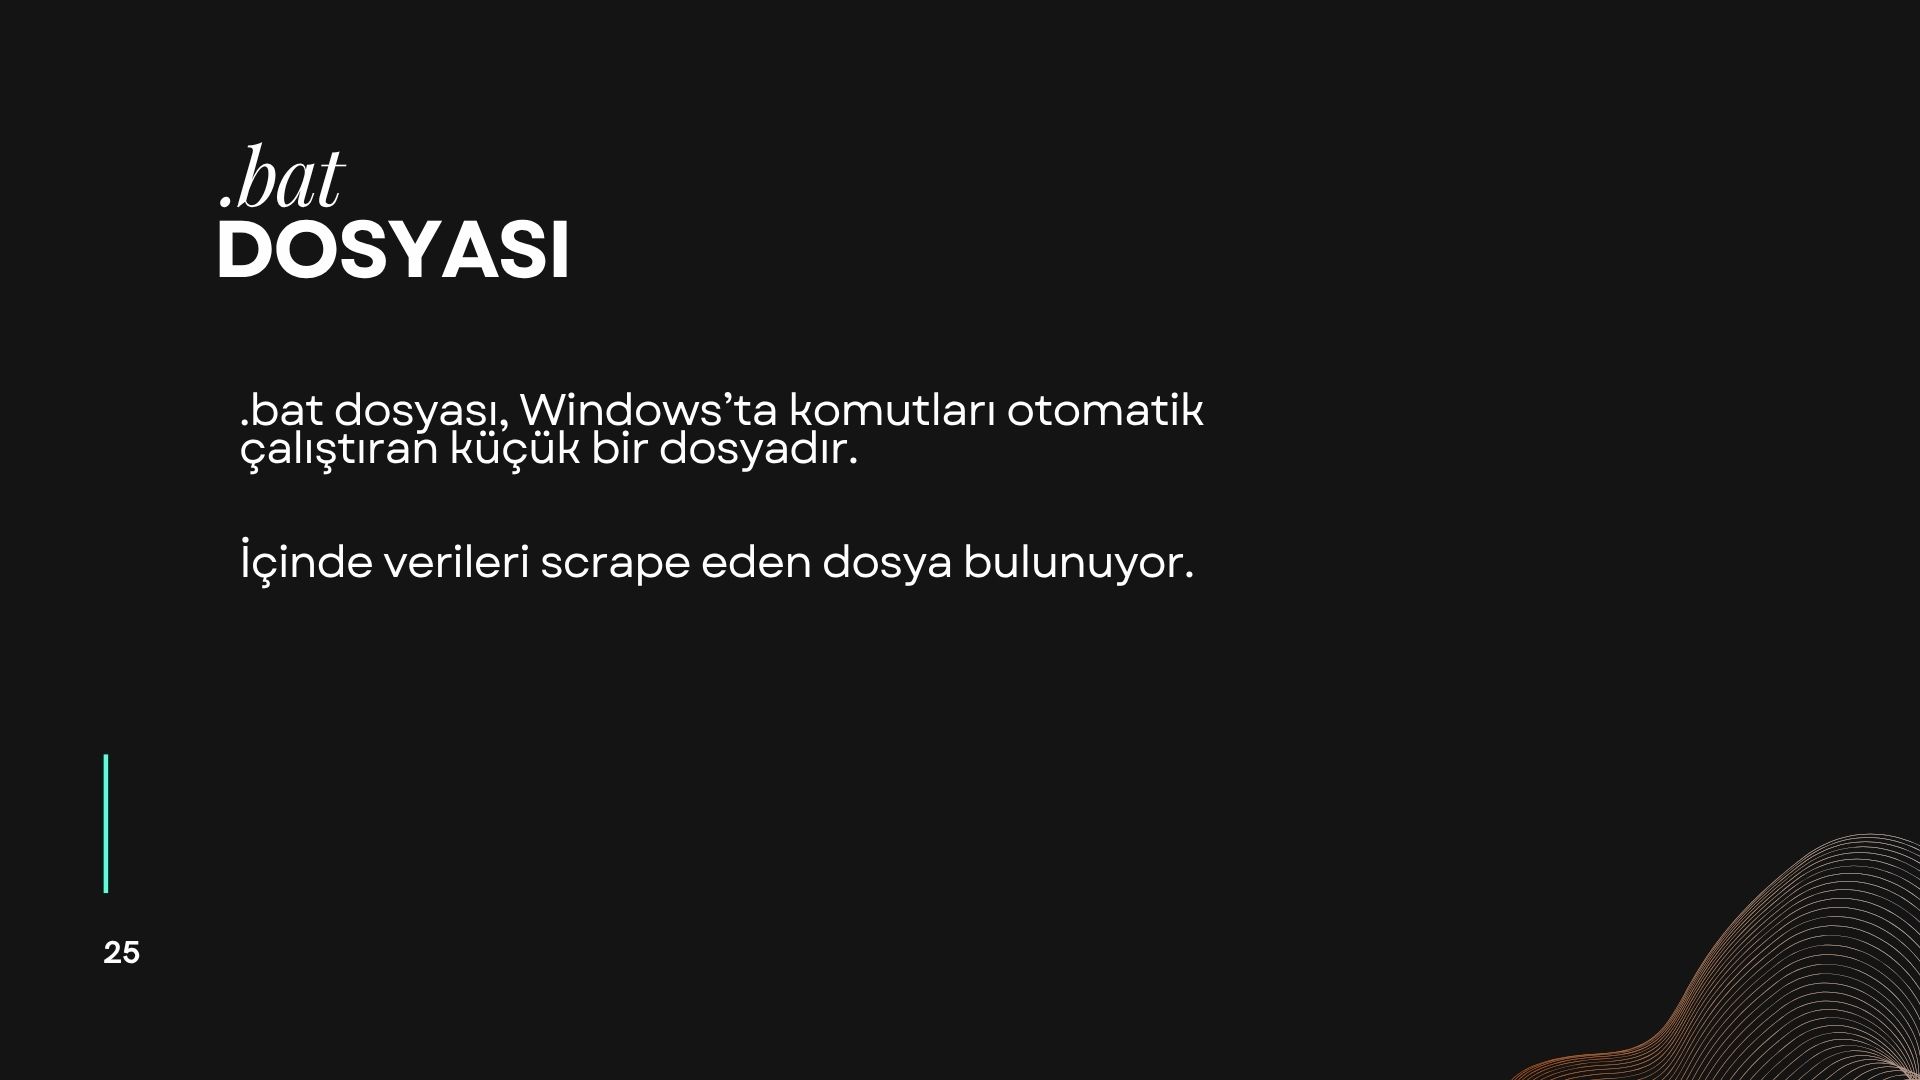 .bat
DOSYASI
.bat dosyası, Windows’ta komutları otomatik
çalıştıran küçük bir dosyadır.
İçinde verileri scrape eden dosya bulunuyor.
25